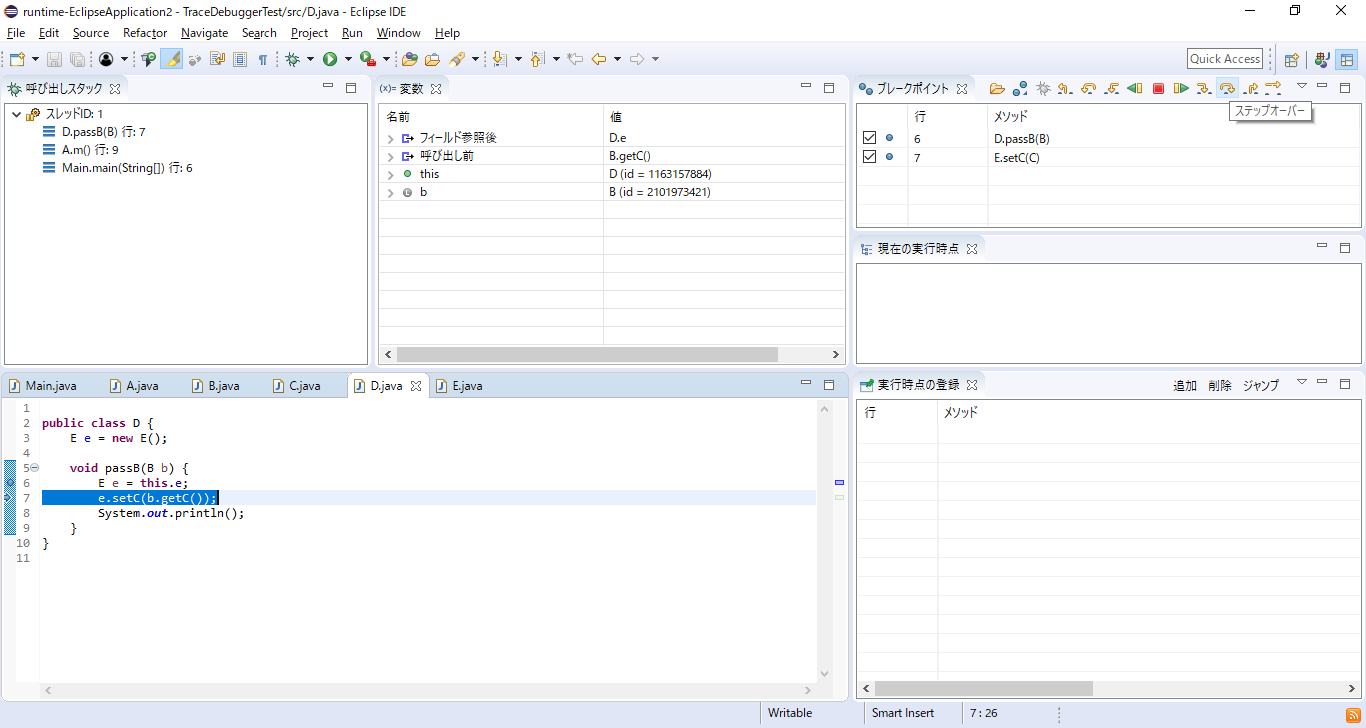 runtime-EclipseApplication2 - TraceDebuggerTest/src/D.java - Eclipse IDE
File Edit Source Refactor Navigate Search Project Run Window Help
Quick Access
呼び出しスタック
スレッドID: 1
D.passB(B) 行: 7
A.m() 行: 9
Main.main(String[]) 行: 6
(x)= 変数
名前 値
フィールド参照後 D.e
呼び出し前 B.getC()
this D (id = 1163157884)
b B (id = 2101973421)
ブレークポイント
ステップオーバー
行 メソッド
6 D.passB(B)
7 E.setC(C)
現在の実行時点
Main.java A.java B.java C.java D.java E.java
1
2 public class D {
3 E e = new E();
4
5 void passB(B b) {
6 E e = this.e;
7 e.setC(b.getC());
8 System.out.println();
9 }
10 }
11
実行時点の登録 追加 削除 ジャンプ
行 メソッド
Writable Smart Insert 7 : 26